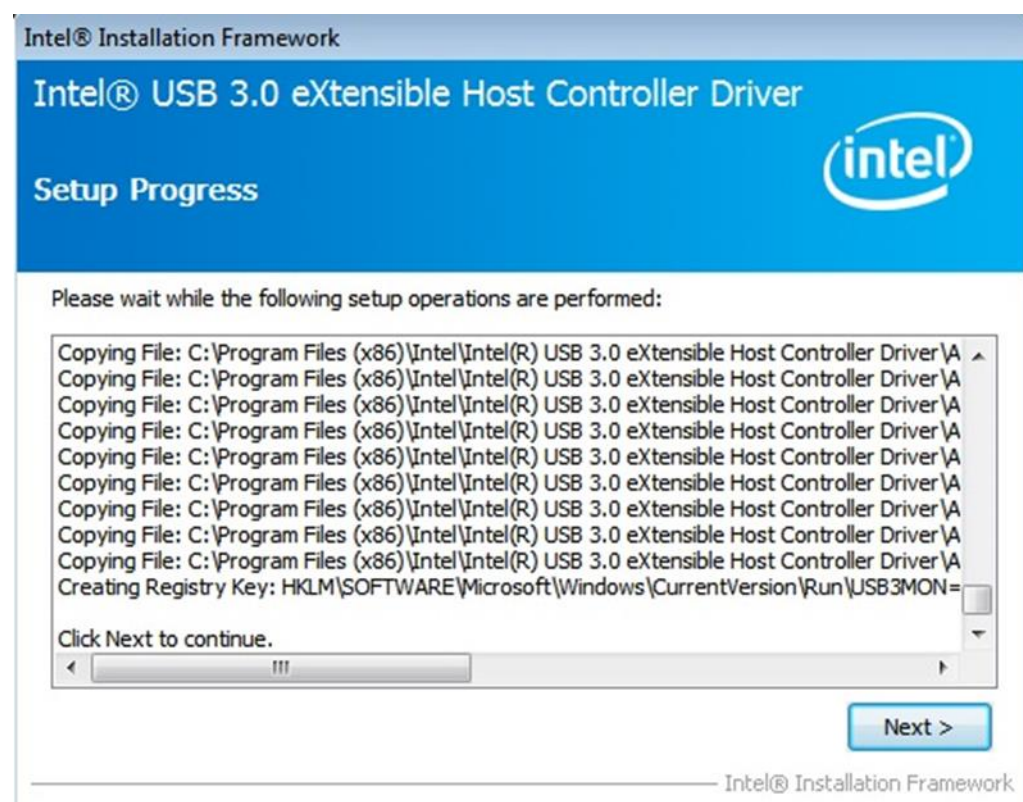 Intel® Installation Framework
Intel® USB 3.0 eXtensible Host Controller Driver
intel
Setup Progress
Please wait while the following setup operations are performed:
Copying File: C:\Program Files (x86)\Intel\Intel(R) USB 3.0 eXtensible Host Controller Driver\A
Copying File: C:\Program Files (x86)\Intel\Intel(R) USB 3.0 eXtensible Host Controller Driver\A
Copying File: C:\Program Files (x86)\Intel\Intel(R) USB 3.0 eXtensible Host Controller Driver\A
Copying File: C:\Program Files (x86)\Intel\Intel(R) USB 3.0 eXtensible Host Controller Driver\A
Copying File: C:\Program Files (x86)\Intel\Intel(R) USB 3.0 eXtensible Host Controller Driver\A
Copying File: C:\Program Files (x86)\Intel\Intel(R) USB 3.0 eXtensible Host Controller Driver\A
Copying File: C:\Program Files (x86)\Intel\Intel(R) USB 3.0 eXtensible Host Controller Driver\A
Copying File: C:\Program Files (x86)\Intel\Intel(R) USB 3.0 eXtensible Host Controller Driver\A
Copying File: C:\Program Files (x86)\Intel\Intel(R) USB 3.0 eXtensible Host Controller Driver\A
Creating Registry Key: HKLM\SOFTWARE\Microsoft\Windows\CurrentVersion\Run\USB3MON=
Click Next to continue.
Next >
Intel® Installation Framework